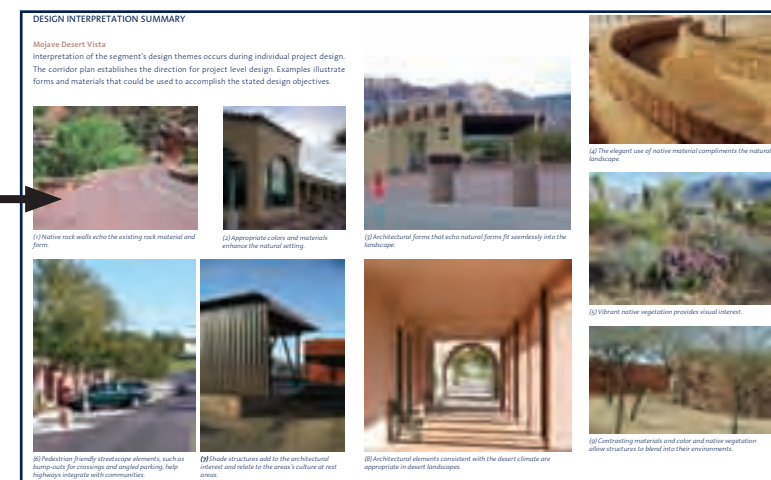 DESIGN INTERPRETATION SUMMARY
Mojave Desert Vista
Interpretation of the segment's design themes occurs during individual project design.
The corridor plan establishes the direction for project level design. Examples illustrate
forms and materials that could be used to accomplish the stated design objectives.
(1) Native rock walls echo the existing rock material and
form.
(2) Appropriate colors and materials
enhance the natural setting.
(3) Architectural forms that echo natural forms fit seemlessly into the
landscape.
(4) The elegant use of native material compliments the natural
landscape.
(5) Vibrant native vegetation provides visual interest.
(6) Pedestrian friendly streetscape elements, such as
bump-outs for crossings and angled parking, help
highways integrate with communities.
(7) Shade structures add to the architectural
interest and relate to the areas's culture at rest
areas.
(8) Architectural elements consistent with the desert climate are
appropriate in desert landscapes.
(9) Contrasting materials and color and native vegetation
allow structures to blend into their environments.